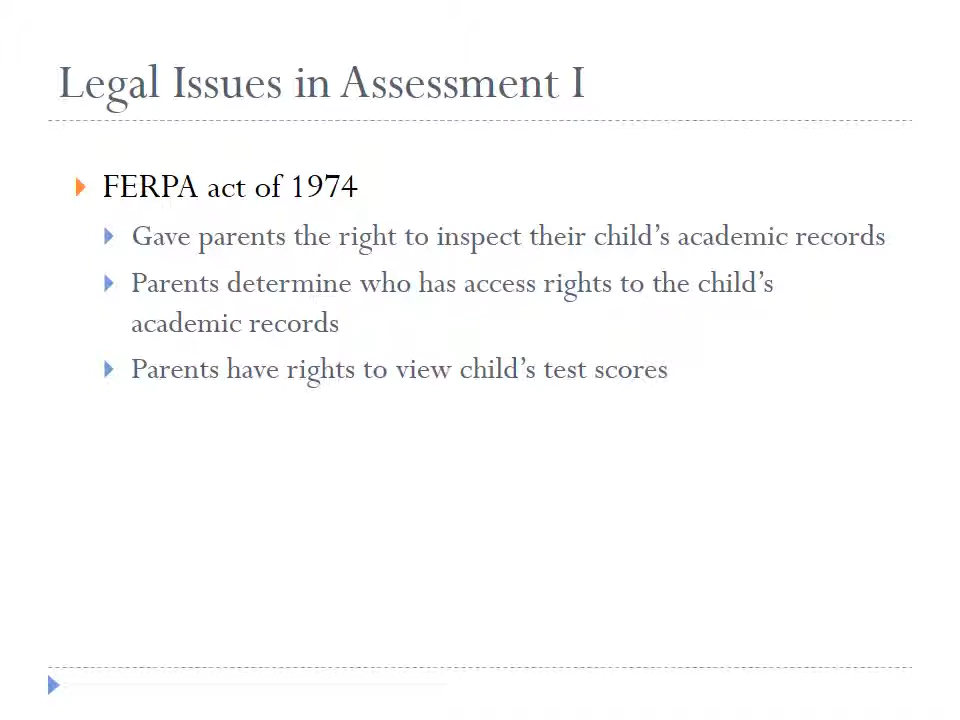 Legal Issues in Assessment I
FERPA act of 1974
Gave parents the right to inspect their child’s academic records
Parents determine who has access rights to the child’s
academic records
Parents have rights to view child’s test scores